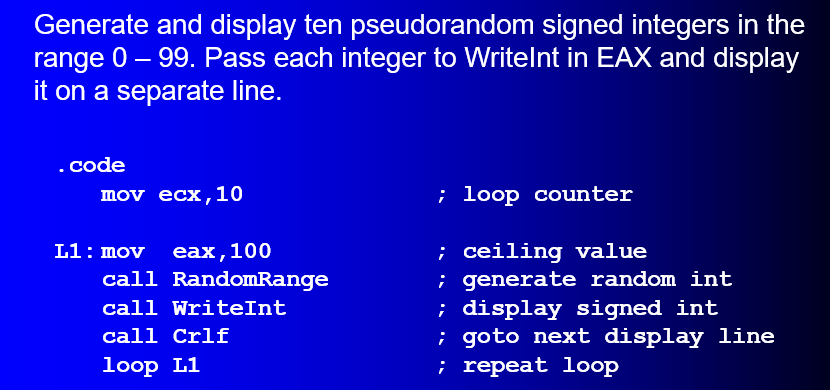 Generate and display ten pseudorandom signed integers in the
range 0 – 99. Pass each integer to WriteInt in EAX and display
it on a separate line.
.code
mov ecx,10 ; loop counter
L1: mov eax,100 ; ceiling value
call RandomRange ; generate random int
call WriteInt ; display signed int
call Crlf ; goto next display line
loop L1 ; repeat loop